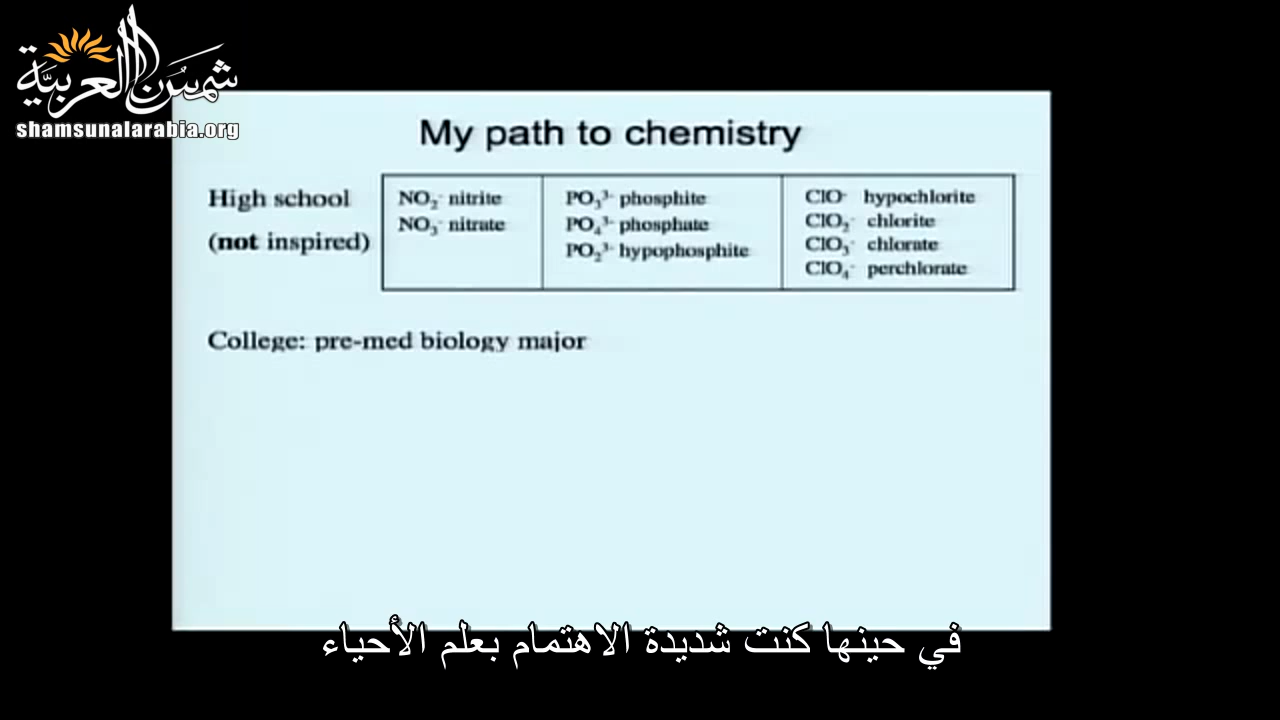 شمس العربية
shamsunalarabia.org
My path to chemistry
High school
(not inspired)
NO₂⁻ nitrite
NO₃⁻ nitrate
PO₃³⁻ phosphite
PO₄³⁻ phosphate
PO₂³⁻ hypophosphite
ClO⁻ hypochlorite
ClO₂⁻ chlorite
ClO₃⁻ chlorate
ClO₄⁻ perchlorate
College: pre-med biology major
في حينها كنت شديدة الاهتمام بعلم الأحياء